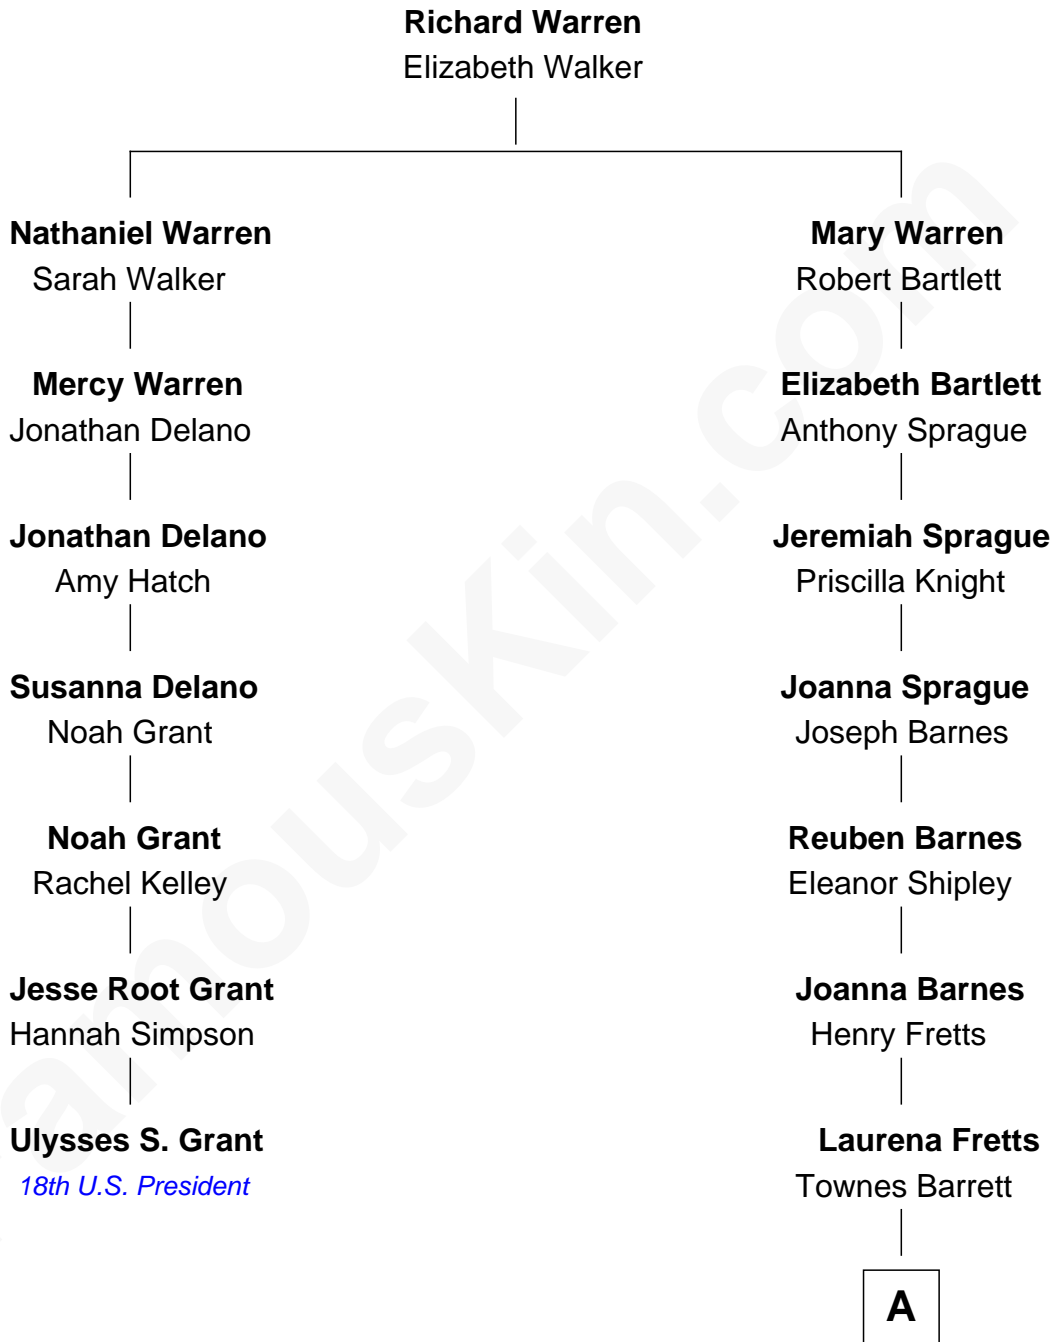 Richard Warren
Elizabeth Walker
Nathaniel Warren
Sarah Walker
Mary Warren
Robert Bartlett
Mercy Warren
Jonathan Delano
Elizabeth Bartlett
Anthony Sprague
Jonathan Delano
Amy Hatch
Jeremiah Sprague
Priscilla Knight
Susanna Delano
Noah Grant
Joanna Sprague
Joseph Barnes
Noah Grant
Rachel Kelley
Reuben Barnes
Eleanor Shipley
Jesse Root Grant
Hannah Simpson
Joanna Barnes
Henry Fretts
Ulysses S. Grant
18th U.S. President
Laurena Fretts
Townes Barrett
A
amouskin.com